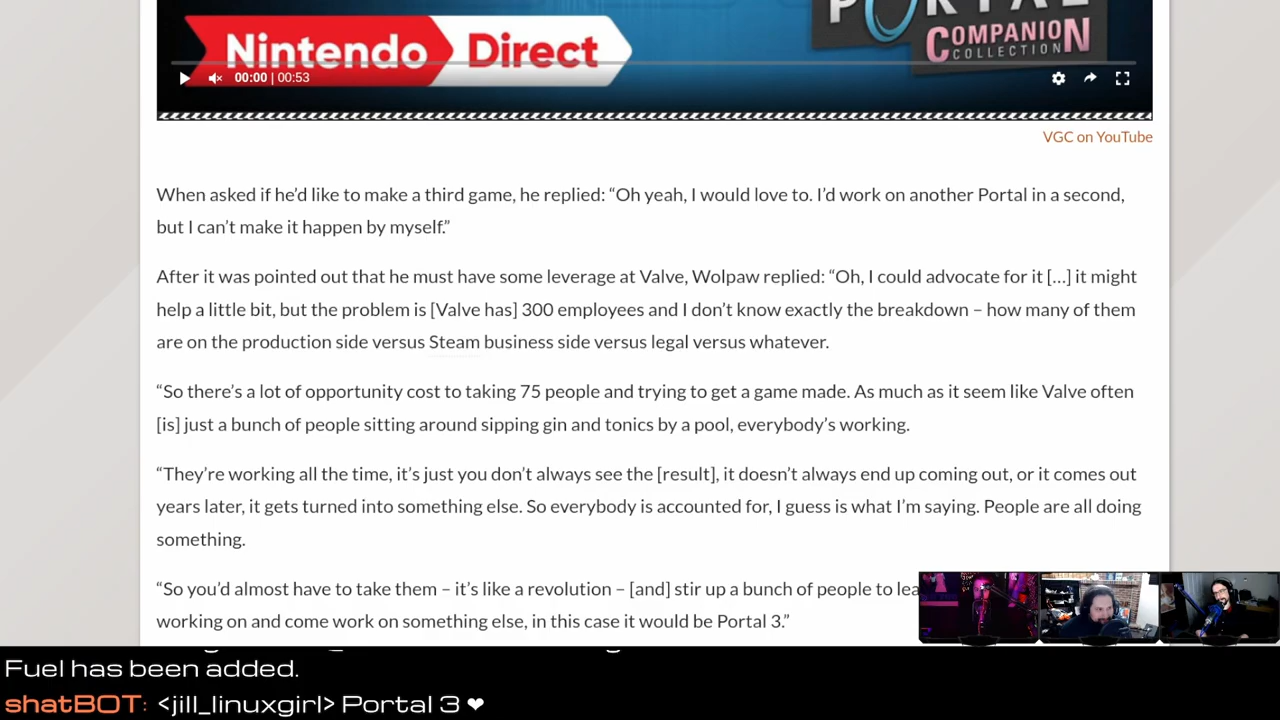 PORTAL
COMPANION
COLLECTION
Nintendo Direct
00:00 | 00:53
VGC on YouTube
When asked if he’d like to make a third game, he replied: “Oh yeah, I would love to. I’d work on another Portal in a second,
but I can’t make it happen by myself.”
After it was pointed out that he must have some leverage at Valve, Wolpaw replied: “Oh, I could advocate for it […] it might
help a little bit, but the problem is [Valve has] 300 employees and I don’t know exactly the breakdown – how many of them
are on the production side versus Steam business side versus legal versus whatever.
“So there’s a lot of opportunity cost to taking 75 people and trying to get a game made. As much as it seem like Valve often
[is] just a bunch of people sitting around sipping gin and tonics by a pool, everybody’s working.
“They’re working all the time, it’s just you don’t always see the [result], it doesn’t always end up coming out, or it comes out
years later, it gets turned into something else. So everybody is accounted for, I guess is what I’m saying. People are all doing
something.
“So you’d almost have to take them – it’s like a revolution – [and] stir up a bunch of people to lea
working on and come work on something else, in this case it would be Portal 3.”
Fuel has been added.
shatBOT: <jill_linuxgirl> Portal 3 ❤